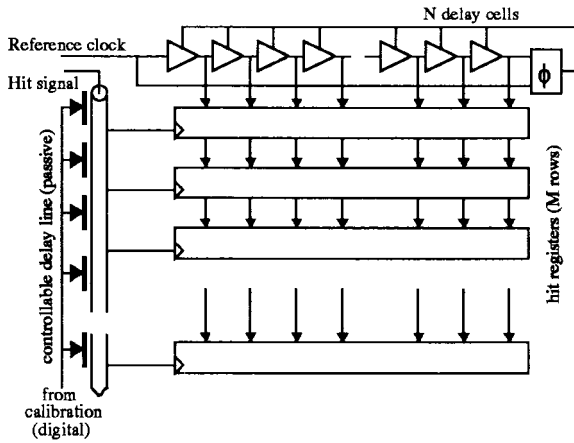 N delay cells
Reference clock
Hit signal
ϕ
controllable delay line (passive)
hit registers (M rows)
from
calibration
(digital)